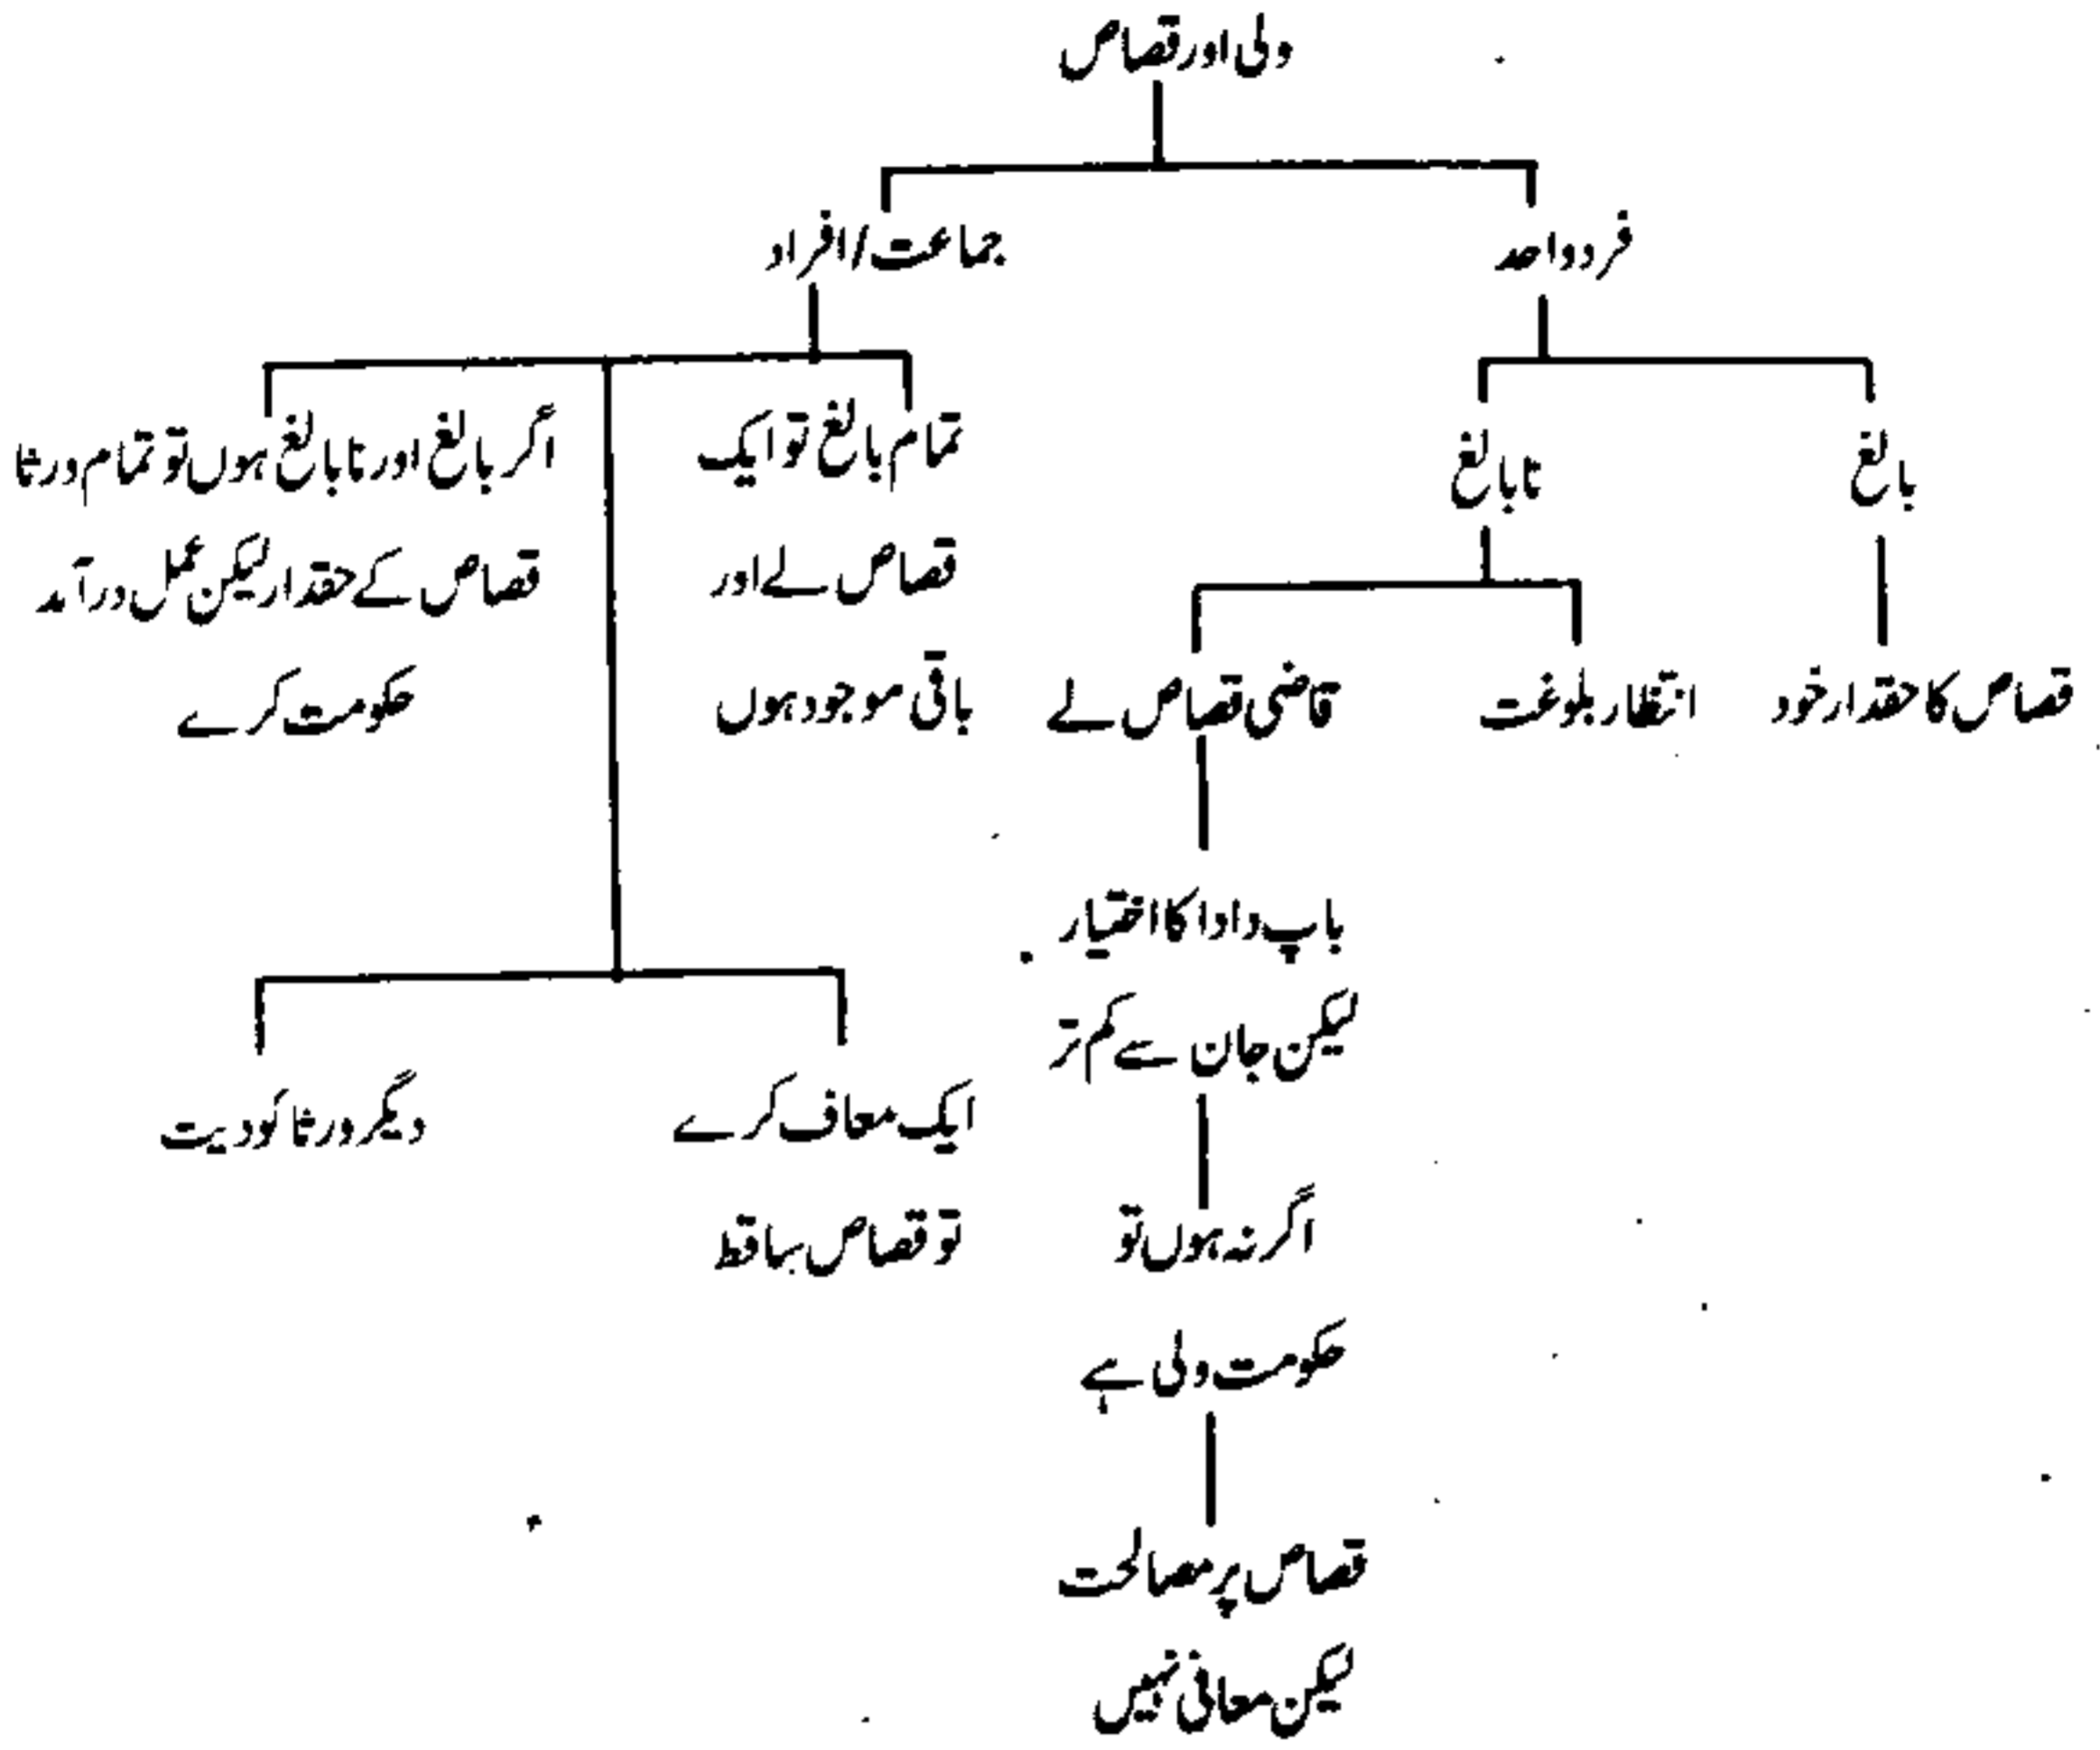 ولی اور قصاص
فرد واحد
جماعت/افراد
بالغ
نابالغ
تمام بالغ تو ایک
قصاص لے اور
باقی موجود ہوں
اگر بالغ اور نابالغ ہوں تو تمام ورثا
قصاص کے حقدار لیکن عمل درآمد
حکومت کرے
قصاص کا حقدار خود
انتظار بلوغت
قاضی قصاص لے
باپ دادا کا اختیار
لیکن جان سے کم تر
اگر نہ ہوں تو
حکومت ولی ہے
قصاص پر مصالحت
لیکن معافی نہیں
ایک معاف کرے
تو قصاص ساقط
دیگر ورثا کو دیت